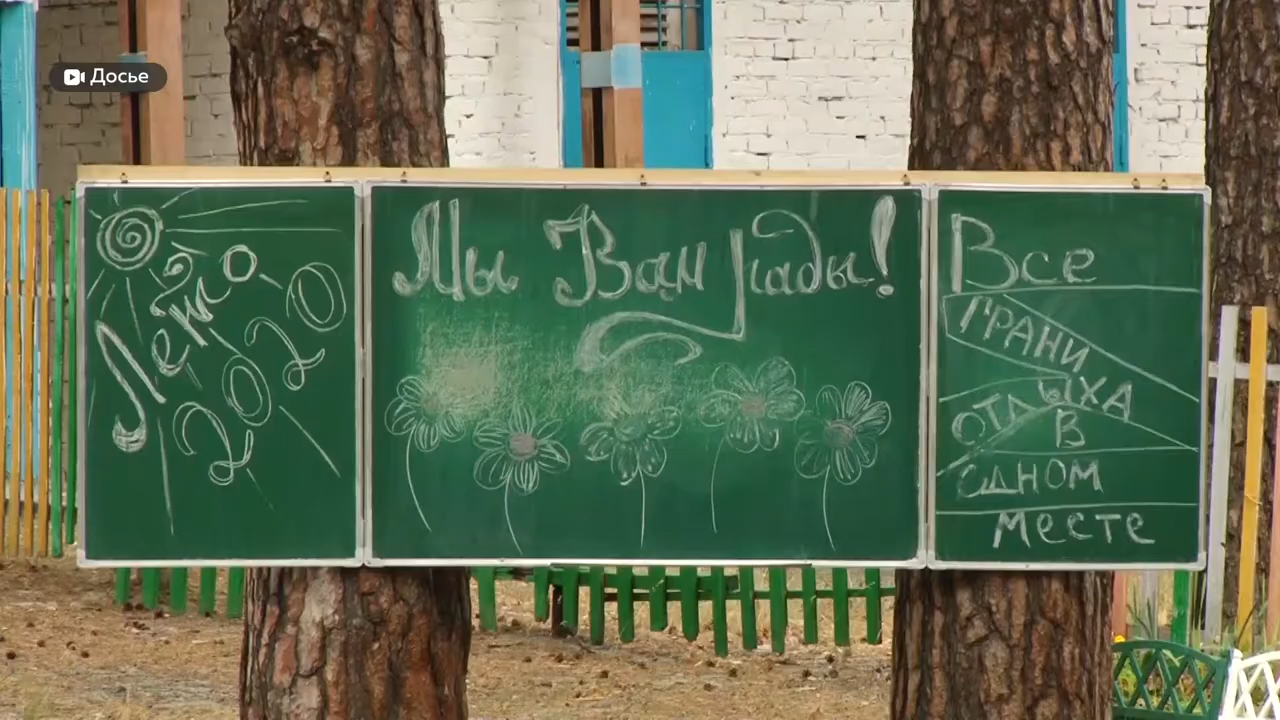 Досье
Лето
2020
Мы Вам рады!
Все
ГРАНИ
ОТДЫХА
В
одном
месте